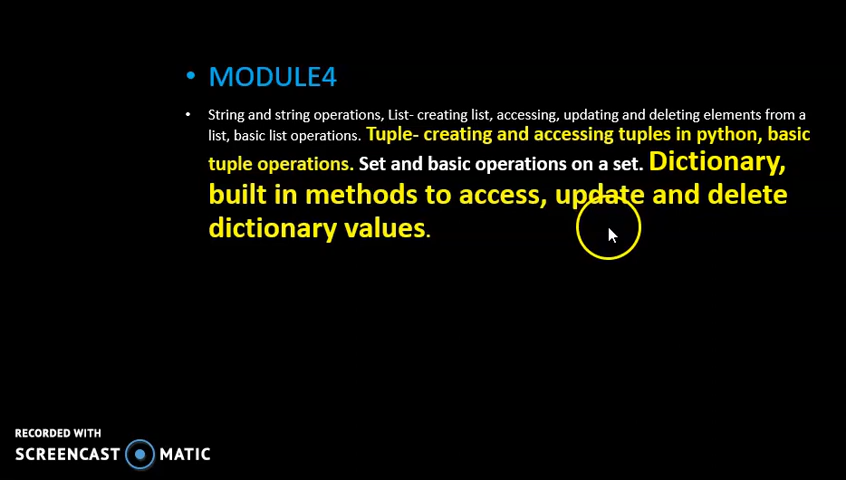 • MODULE4
• String and string operations, List- creating list, accessing, updating and deleting elements from a
list, basic list operations. Tuple- creating and accessing tuples in python, basic
tuple operations. Set and basic operations on a set. Dictionary,
built in methods to access, update and delete
dictionary values.
RECORDED WITH
SCREENCAST MATIC